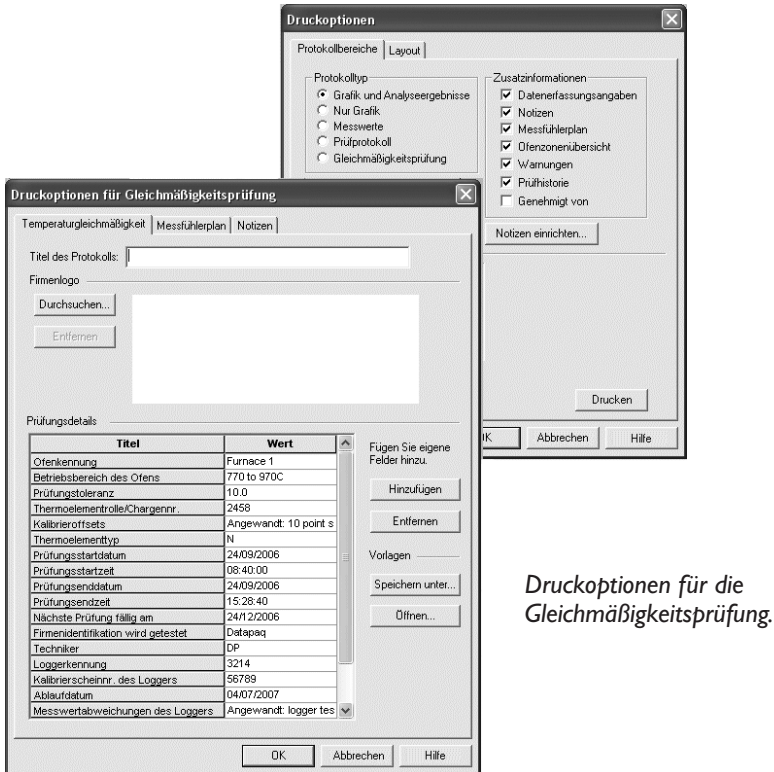 Druckoptionen
Protokollbereiche Layout
Protokolltyp
Grafik und Analyseergebnisse
Nur Grafik
Messwerte
Prüfprotokoll
Gleichmäßigkeitsprüfung
Zusatzinformationen
Datenerfassungsangaben
Notizen
Messfühlerplan
Ofenzonenübersicht
Warnungen
Prüfhistorie
Genehmigt von
Notizen einrichten...
Drucken
Abbrechen Hilfe
Druckoptionen für Gleichmäßigkeitsprüfung
Temperaturgleichmäßigkeit Messfühlerplan Notizen
Titel des Protokolls:
Firmenlogo
Durchsuchen...
Entfernen
Prüfungsdetails
Titel Wert
Ofenkennung Furnace 1
Betriebsbereich des Ofens 770 to 970C
Prüfungstoleranz 10.0
Thermoelementrolle/Chargennr. 2458
Kalibrieroffsets Angewandt: 10 point s
Thermoelementtyp N
Prüfungsstartdatum 24/09/2006
Prüfungsstartzeit 08:40:00
Prüfungsenddatum 24/09/2006
Prüfungsendzeit 15:28:40
Nächste Prüfung fällig am 24/12/2006
Firmenidentifikation wird getestet Datapaq
Techniker DP
Loggerkennung 3214
Kalibrierscheinnr. des Loggers 56789
Ablaufdatum 04/07/2007
Messwertabweichungen des Loggers Angewandt: logger tes
Fügen Sie eigene
Felder hinzu.
Hinzufügen
Entfernen
Vorlagen
Speichern unter...
Öffnen...
OK Abbrechen Hilfe
Druckoptionen für die
Gleichmäßigkeitsprüfung.